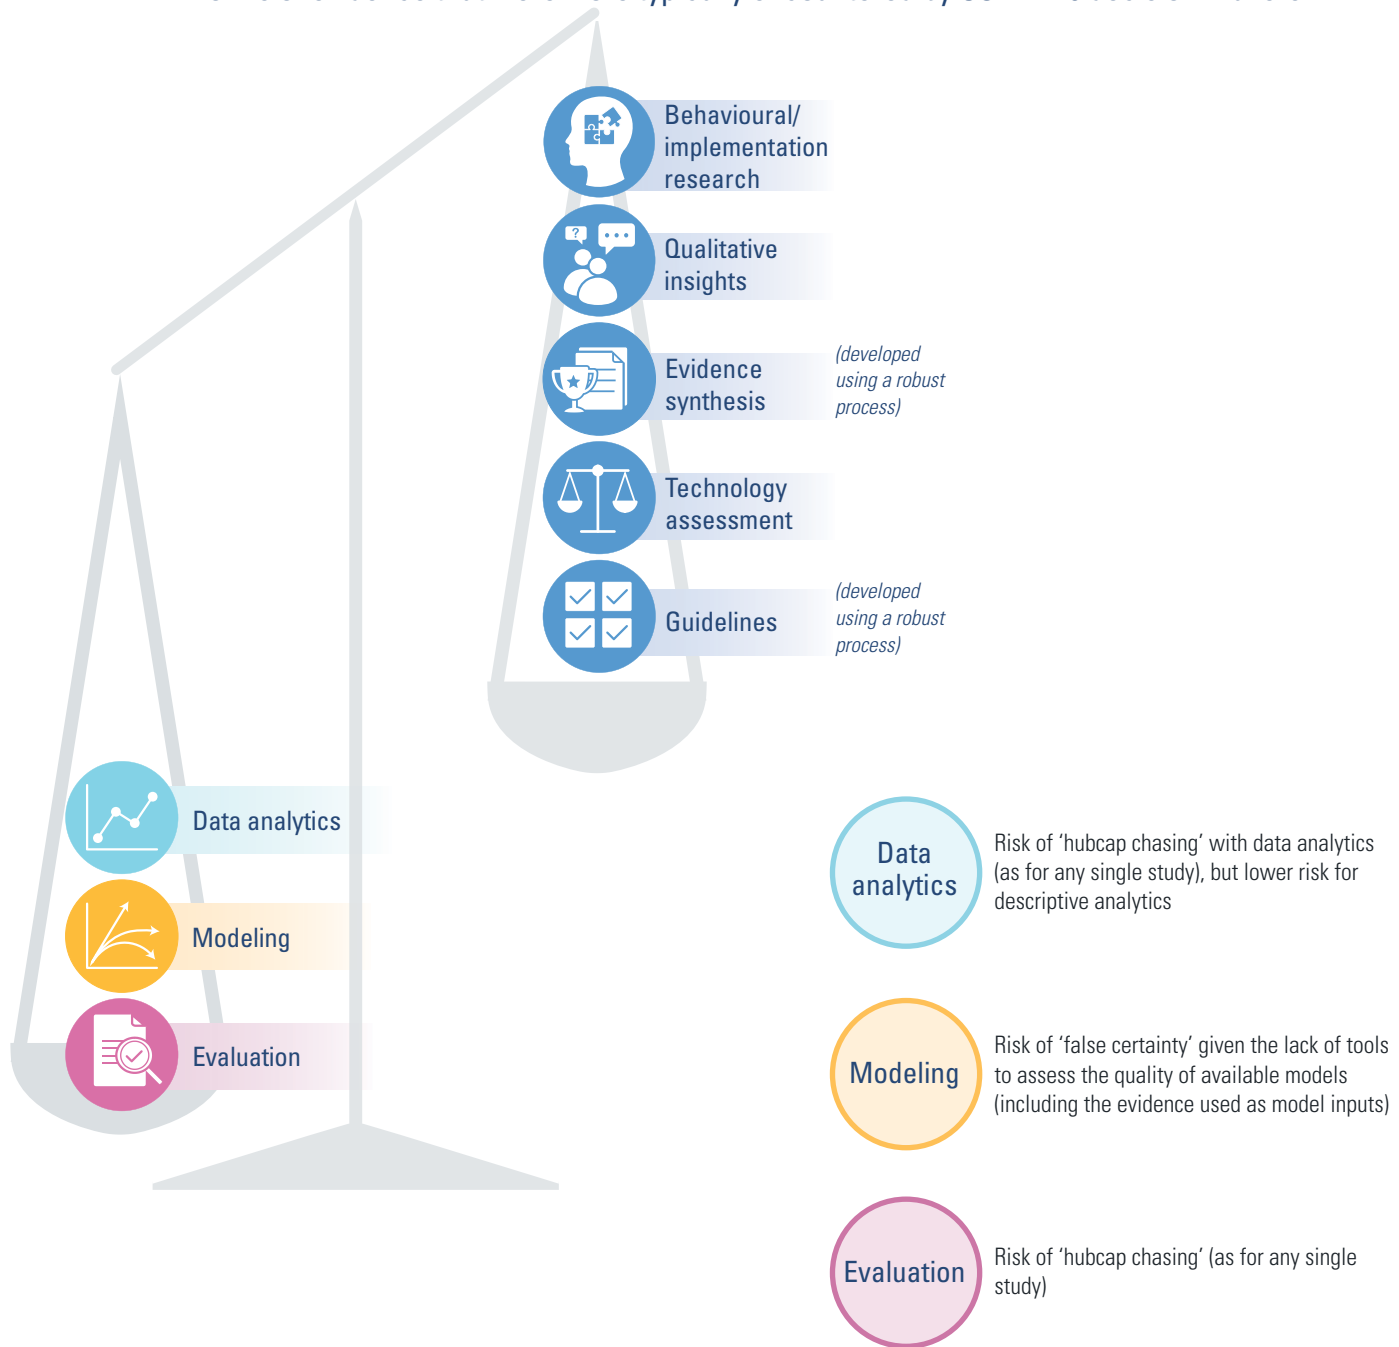 Behavioural/
implementation
research
?
Qualitative
insights
Evidence
synthesis
(developed
using a robust
process)
Technology
assessment
Guidelines
(developed
using a robust
process)
Data analytics
Modeling
Evaluation
Data
analytics
Risk of ‘hubcap chasing’ with data analytics
(as for any single study), but lower risk for
descriptive analytics
Modeling
Risk of ‘false certainty’ given the lack of tools
to assess the quality of available models
(including the evidence used as model inputs)
Evaluation
Risk of ‘hubcap chasing’ (as for any single
study)